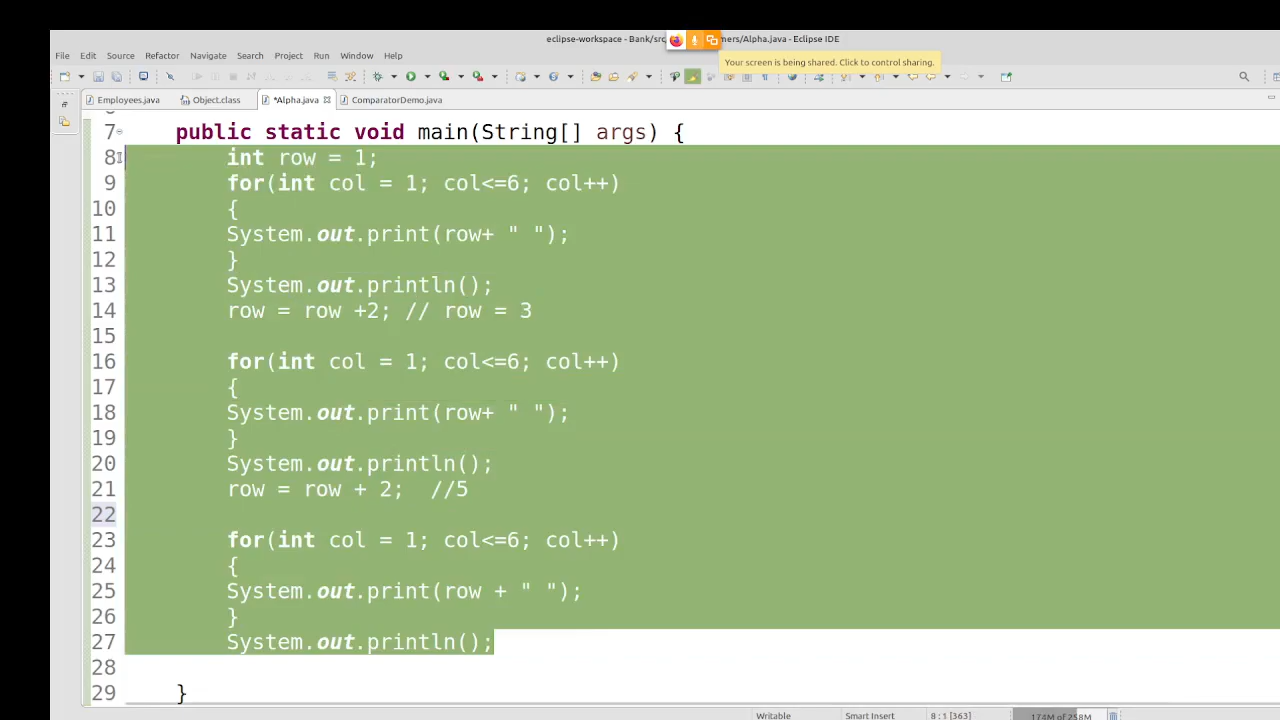 eclipse-workspace - Bank/src mers/Alpha.java - Eclipse IDE
File Edit Source Refactor Navigate Search Project Run Window Help
Your screen is being shared. Click to control sharing.
Employees.java Object.class *Alpha.java ComparatorDemo.java
7 public static void main(String[] args) {
8 int row = 1;
9 for(int col = 1; col<=6; col++)
10 {
11 System.out.print(row+ " ");
12 }
13 System.out.println();
14 row = row +2; // row = 3
15
16 for(int col = 1; col<=6; col++)
17 {
18 System.out.print(row+ " ");
19 }
20 System.out.println();
21 row = row + 2; //5
22
23 for(int col = 1; col<=6; col++)
24 {
25 System.out.print(row + " ");
26 }
27 System.out.println();
28
29 }
Writable Smart Insert 8 : 1 [363] 174M of 258M